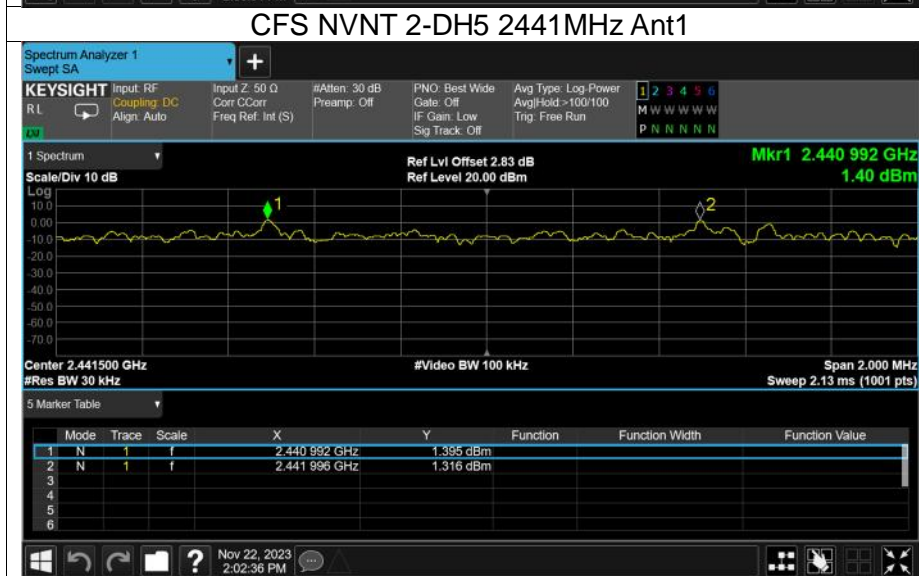 CFS NVNT 2-DH5 2441MHz Ant1
Spectrum Analyzer 1
Swept SA
+
KEYSIGHT Input: RF Input Z: 50 Ω #Atten: 30 dB PNO: Best Wide Avg Type: Log-Power 1 2 3 4 5 6
R L Coupling: DC Corr CCorr Preamp: Off Gate: Off Avg|Hold:>100/100 M W W W W W
Align: Auto Freq Ref: Int (S) IF Gain: Low Trig: Free Run
Sig Track: Off P N N N N N
1 Spectrum Ref Lvl Offset 2.83 dB Mkr1 2.440 992 GHz
Scale/Div 10 dB Ref Level 20.00 dBm 1.40 dBm
Log
10.0 1 2
0.00
-10.0
-20.0
-30.0
-40.0
-50.0
-60.0
-70.0
Center 2.441500 GHz #Video BW 100 kHz Span 2.000 MHz
#Res BW 30 kHz Sweep 2.13 ms (1001 pts)
5 Marker Table
Mode Trace Scale X Y Function Function Width Function Value
1 N 1 f 2.440 992 GHz 1.395 dBm
2 N 1 f 2.441 996 GHz 1.316 dBm
3
4
5
6
? Nov 22, 2023
2:02:36 PM